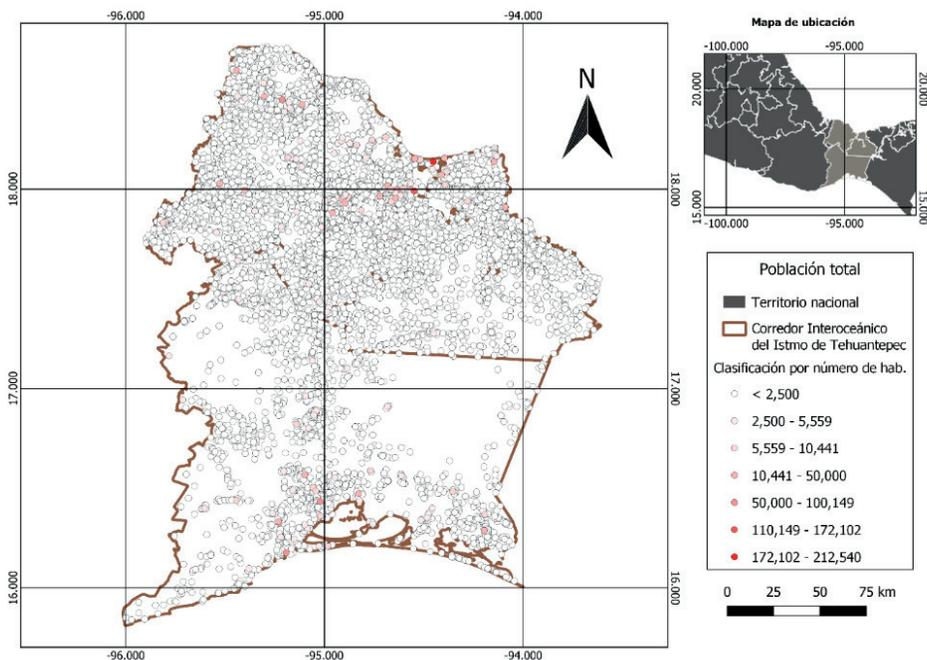 -96.000 -95.000 -94.000
N
18.000 18.000
17.000 17.000
16.000 16.000
-96.000 -95.000 -94.000
Mapa de ubicación
-100.000 -95.000
20.000 20.000
15.000 15.000
-100.000 -95.000
Población total
Territorio nacional
Corredor Interoceánico
del Istmo de Tehuantepec
Clasificación por número de hab.
< 2,500
2,500 - 5,559
5,559 - 10,441
10,441 - 50,000
50,000 - 100,149
110,149 - 172,102
172,102 - 212,540
0 25 50 75 km